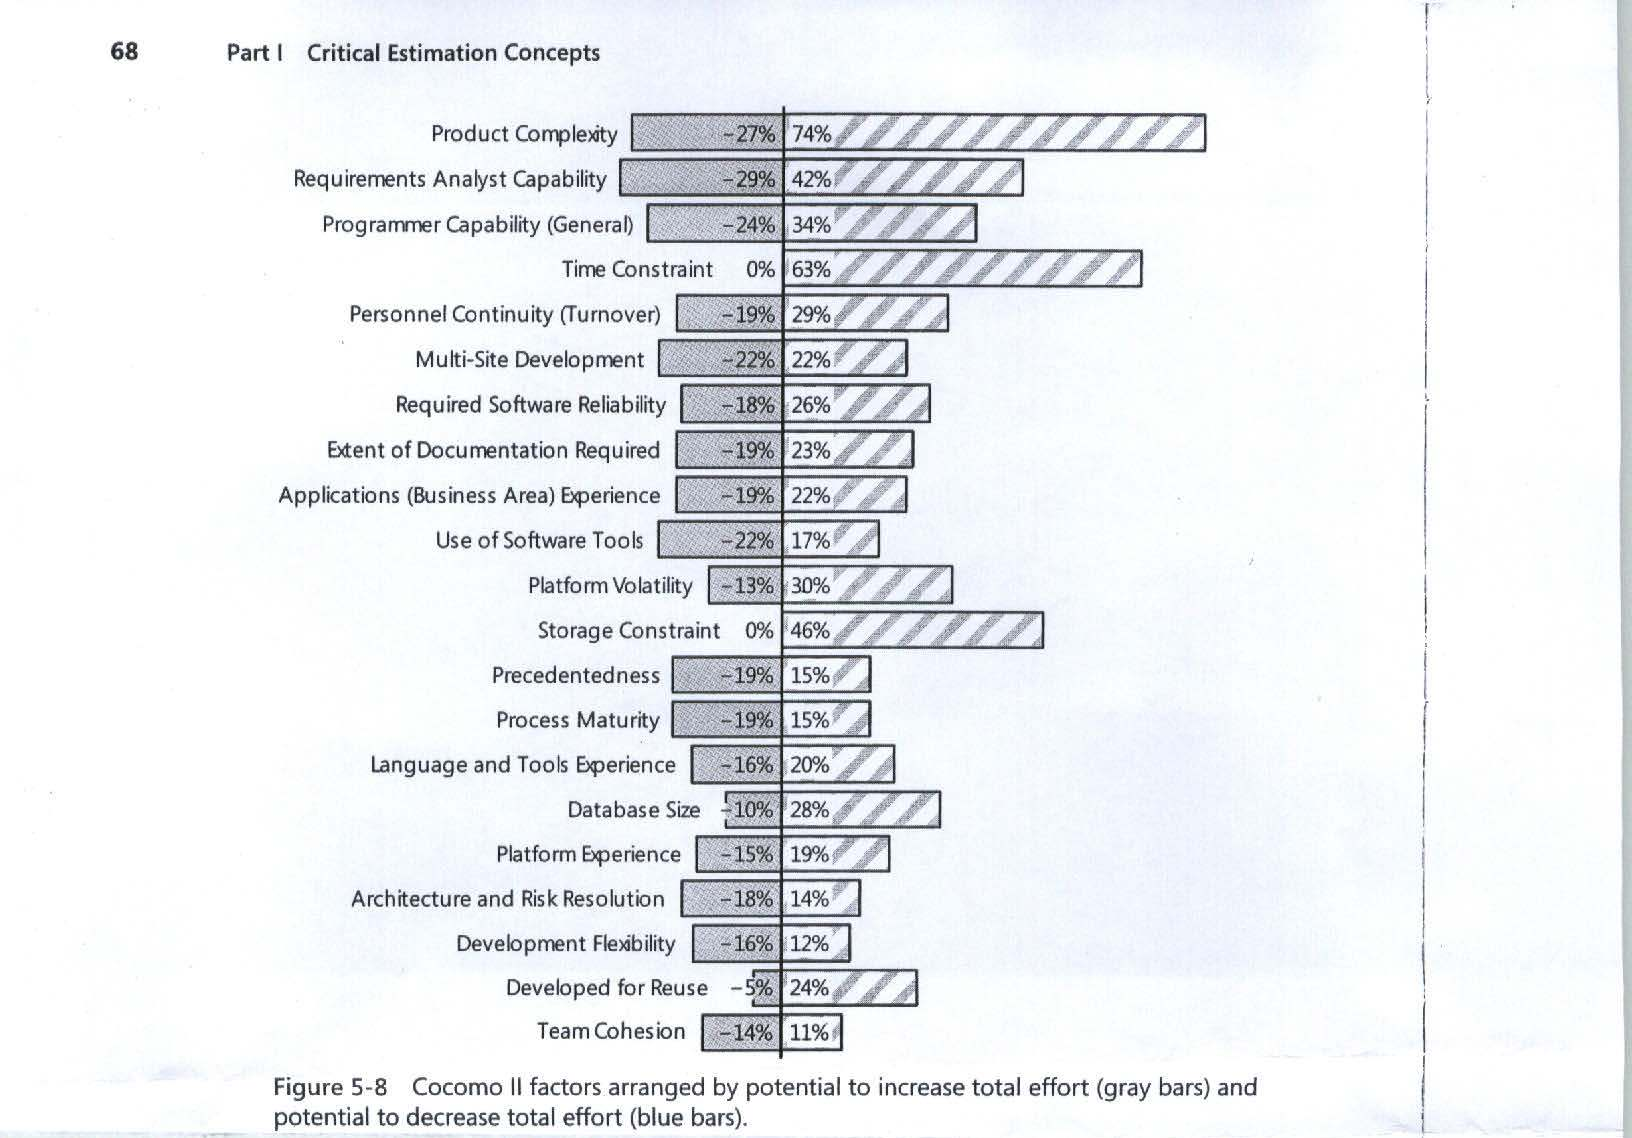 68 Part I Critical Estimation Concepts
Product Complexity -27% 74%
Requirements Analyst Capability -29% 42%
Programmer Capability (General) -24% 34%
Time Constraint 0% 63%
Personnel Continuity (Turnover) -19% 29%
Multi-Site Development -22% 22%
Required Software Reliability -18% 26%
Extent of Documentation Required -19% 23%
Applications (Business Area) Experience -19% 22%
Use of Software Tools -22% 17%
Platform Volatility -13% 30%
Storage Constraint 0% 46%
Precedentedness -19% 15%
Process Maturity -19% 15%
Language and Tools Experience -16% 20%
Database Size -10% 28%
Platform Experience -15% 19%
Architecture and Risk Resolution -18% 14%
Development Flexibility -16% 12%
Developed for Reuse -5% 24%
Team Cohesion -14% 11%
Figure 5-8 Cocomo II factors arranged by potential to increase total effort (gray bars) and
potential to decrease total effort (blue bars).